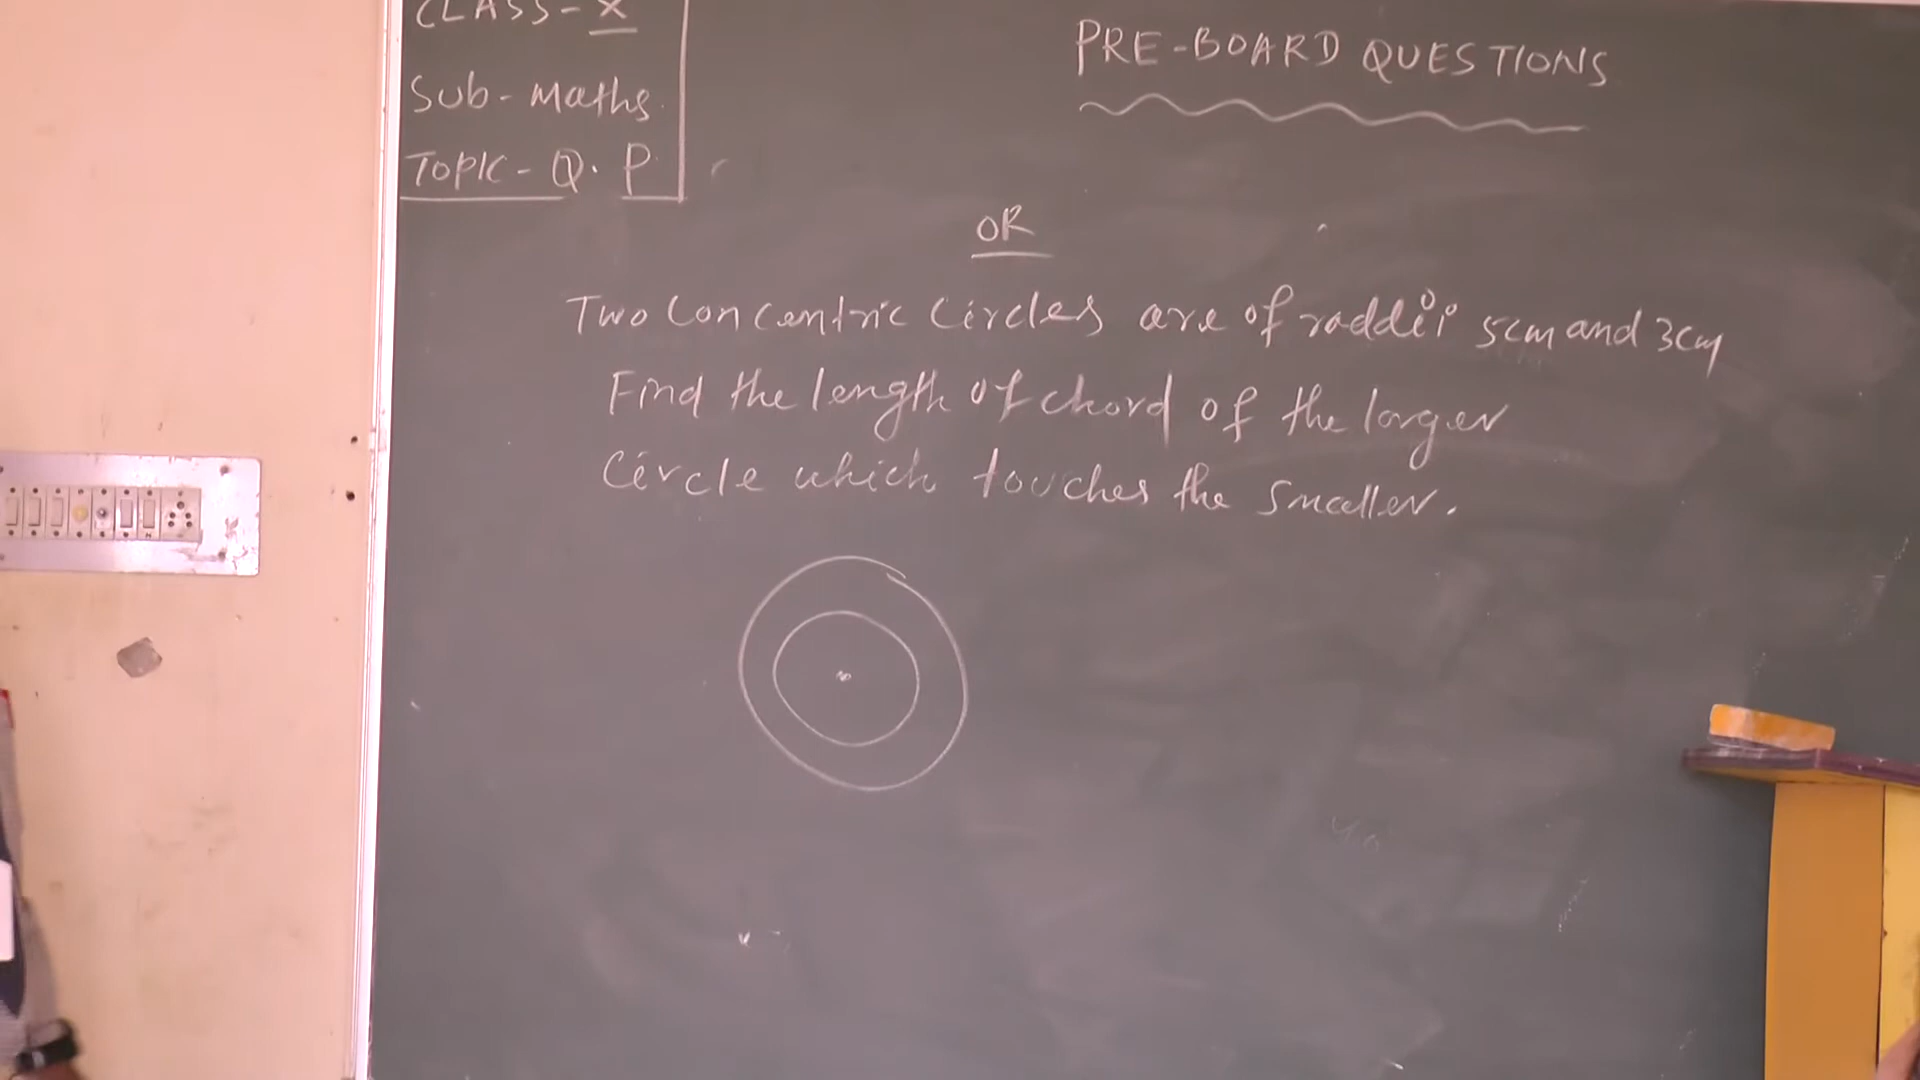 CLASS - X
Sub - Maths
TOPIC - Q. P
PRE-BOARD QUESTIONS
OR
Two Concentric Circles are of raddii 5cm and 3cm
Find the length of chord of the larger
Circle which touches the smaller.